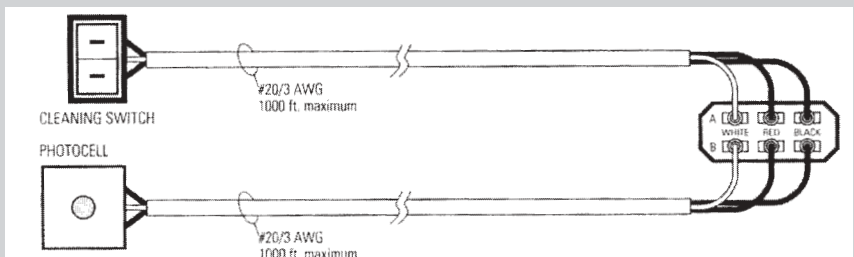 #20/3 AWG
1000 ft. maximum
CLEANING SWITCH
A
WHITE RED BLACK
B
PHOTOCELL
#20/3 AWG
1000 ft. maximum